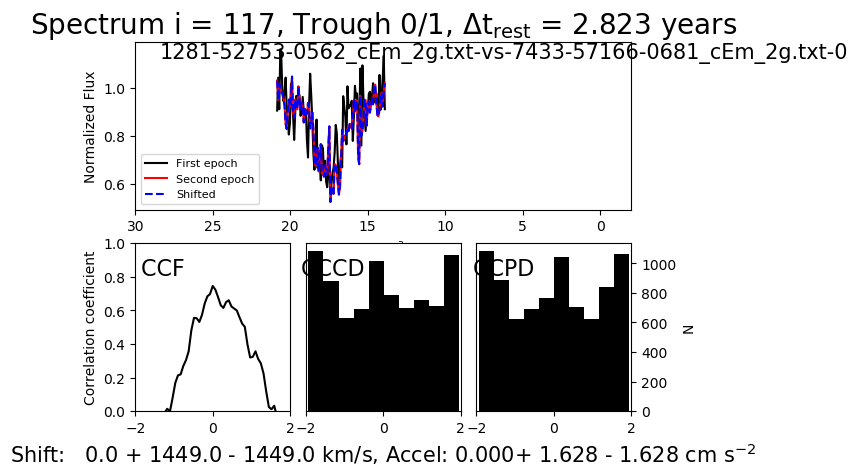 Spectrum i = 117, Trough 0/1, Δt_rest = 2.823 years
1281-52753-0562_cEm_2g.txt-vs-7433-57166-0681_cEm_2g.txt-0
Normalized Flux
1.0
0.8
0.6
First epoch
Second epoch
Shifted
30 25 20 15 10 5 0
Correlation coefficient
1.0
0.8
0.6
0.4
0.2
0.0
CCF
−2 0 2
CCCD
−2 0 2
CCPD
−2 0 2
1000
800
600
400
200
0
N
Shift: 0.0 + 1449.0 - 1449.0 km/s, Accel: 0.000+ 1.628 - 1.628 cm s⁻²